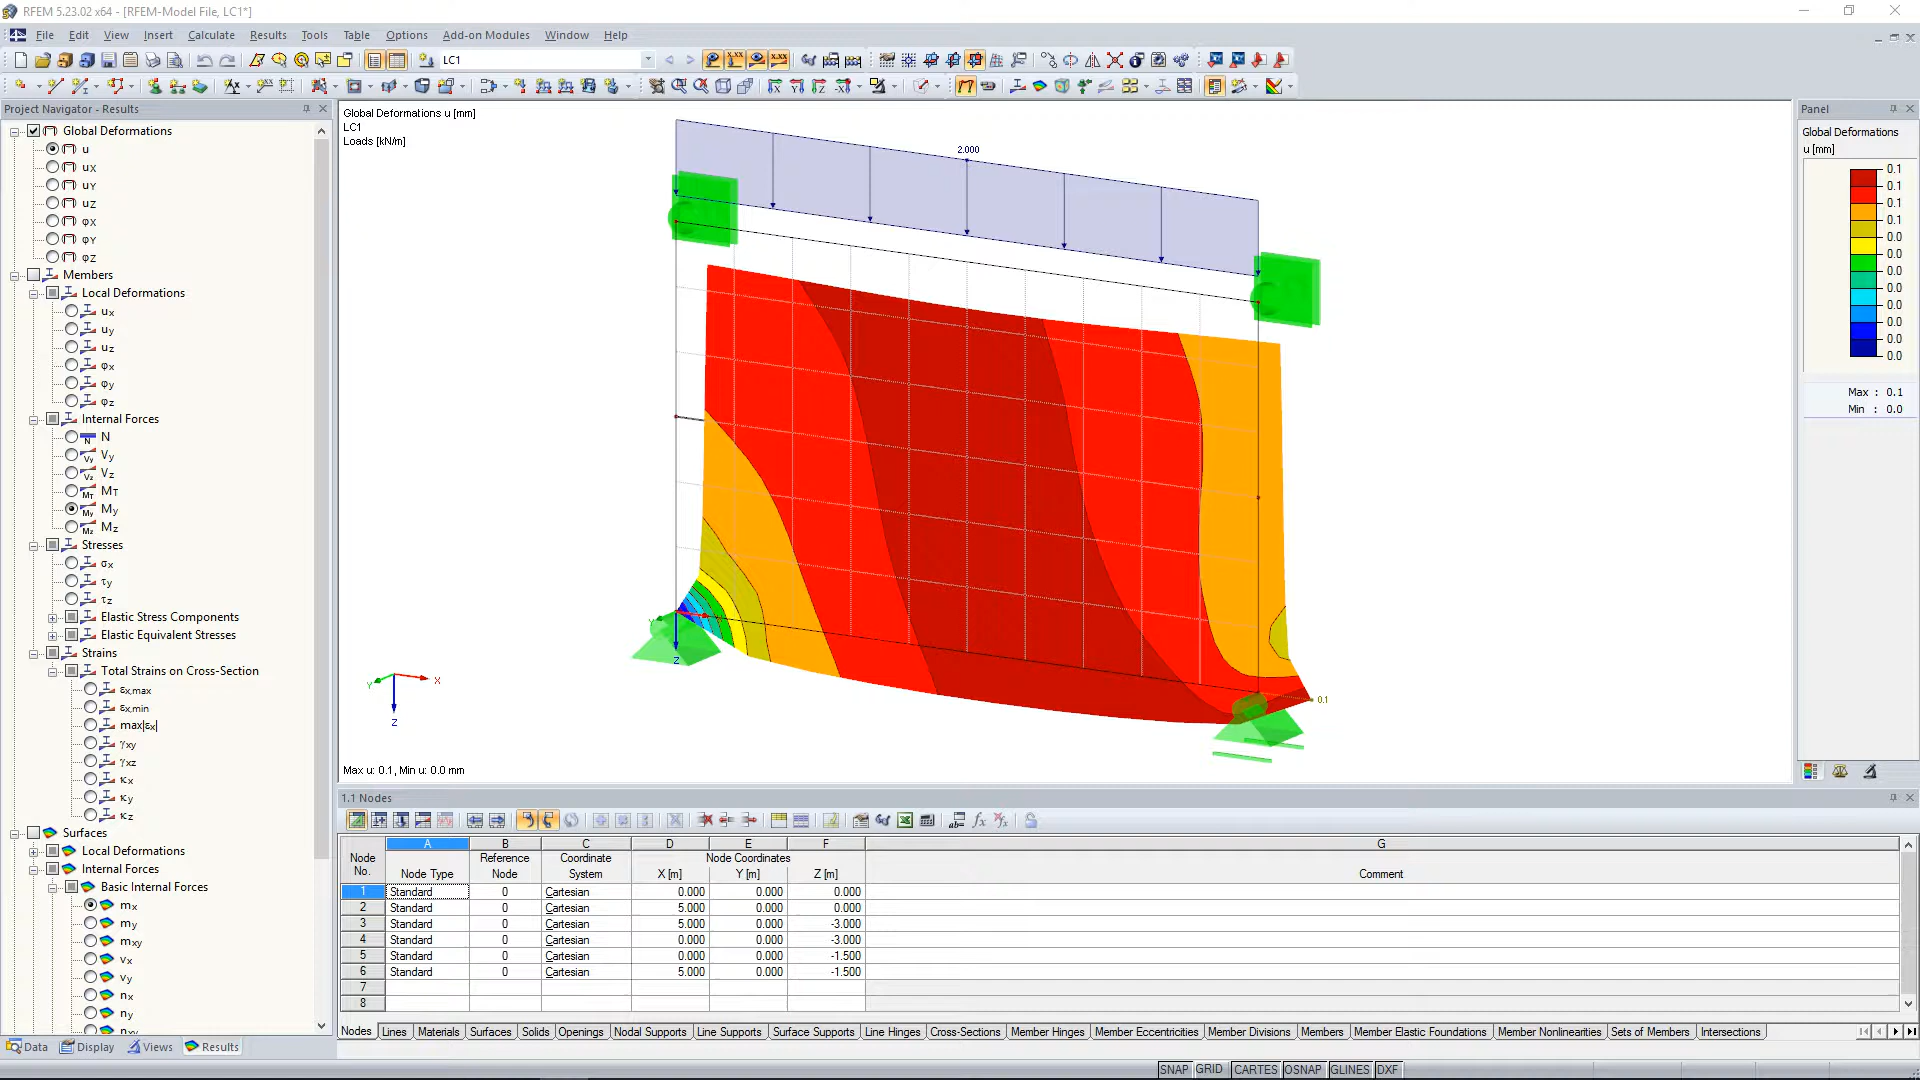 RFEM 5.23.02 x64 - [RFEM-Model File, LC1*]
File Edit View Insert Calculate Results Tools Table Options Add-on Modules Window Help
LC1
Project Navigator - Results
Global Deformations
u
uX
uY
uZ
φX
φY
φZ
Members
Local Deformations
ux
uy
uz
φx
φy
φz
Internal Forces
N
Vy
Vz
MT
My
Mz
Stresses
σx
τy
τz
Elastic Stress Components
Elastic Equivalent Stresses
Strains
Total Strains on Cross-Section
εx,max
εx,min
max|εx|
γxy
γxz
κx
κy
κz
Surfaces
Local Deformations
Internal Forces
Basic Internal Forces
mx
my
mxy
vx
vy
nx
ny
nxy
Data Display Views Results
Global Deformations u [mm]
LC1
Loads [kN/m]
2.000
0.1
Z
X
Y
Z
Max u: 0.1, Min u: 0.0 mm
Panel
Global Deformations
u [mm]
0.1
0.1
0.1
0.1
0.0
0.0
0.0
0.0
0.0
0.0
0.0
0.0
Max : 0.1
Min : 0.0
1.1 Nodes
A B C D E F G
Node Reference Coordinate Node Coordinates
No. Node Type Node System X [m] Y [m] Z [m] Comment
1 Standard 0 Cartesian 0.000 0.000 0.000
2 Standard 0 Cartesian 5.000 0.000 0.000
3 Standard 0 Cartesian 5.000 0.000 -3.000
4 Standard 0 Cartesian 0.000 0.000 -3.000
5 Standard 0 Cartesian 0.000 0.000 -1.500
6 Standard 0 Cartesian 5.000 0.000 -1.500
7
8
Nodes Lines Materials Surfaces Solids Openings Nodal Supports Line Supports Surface Supports Line Hinges Cross-Sections Member Hinges Member Eccentricities Member Divisions Members Member Elastic Foundations Member Nonlinearities Sets of Members Intersections
SNAP GRID CARTES OSNAP GLINES DXF